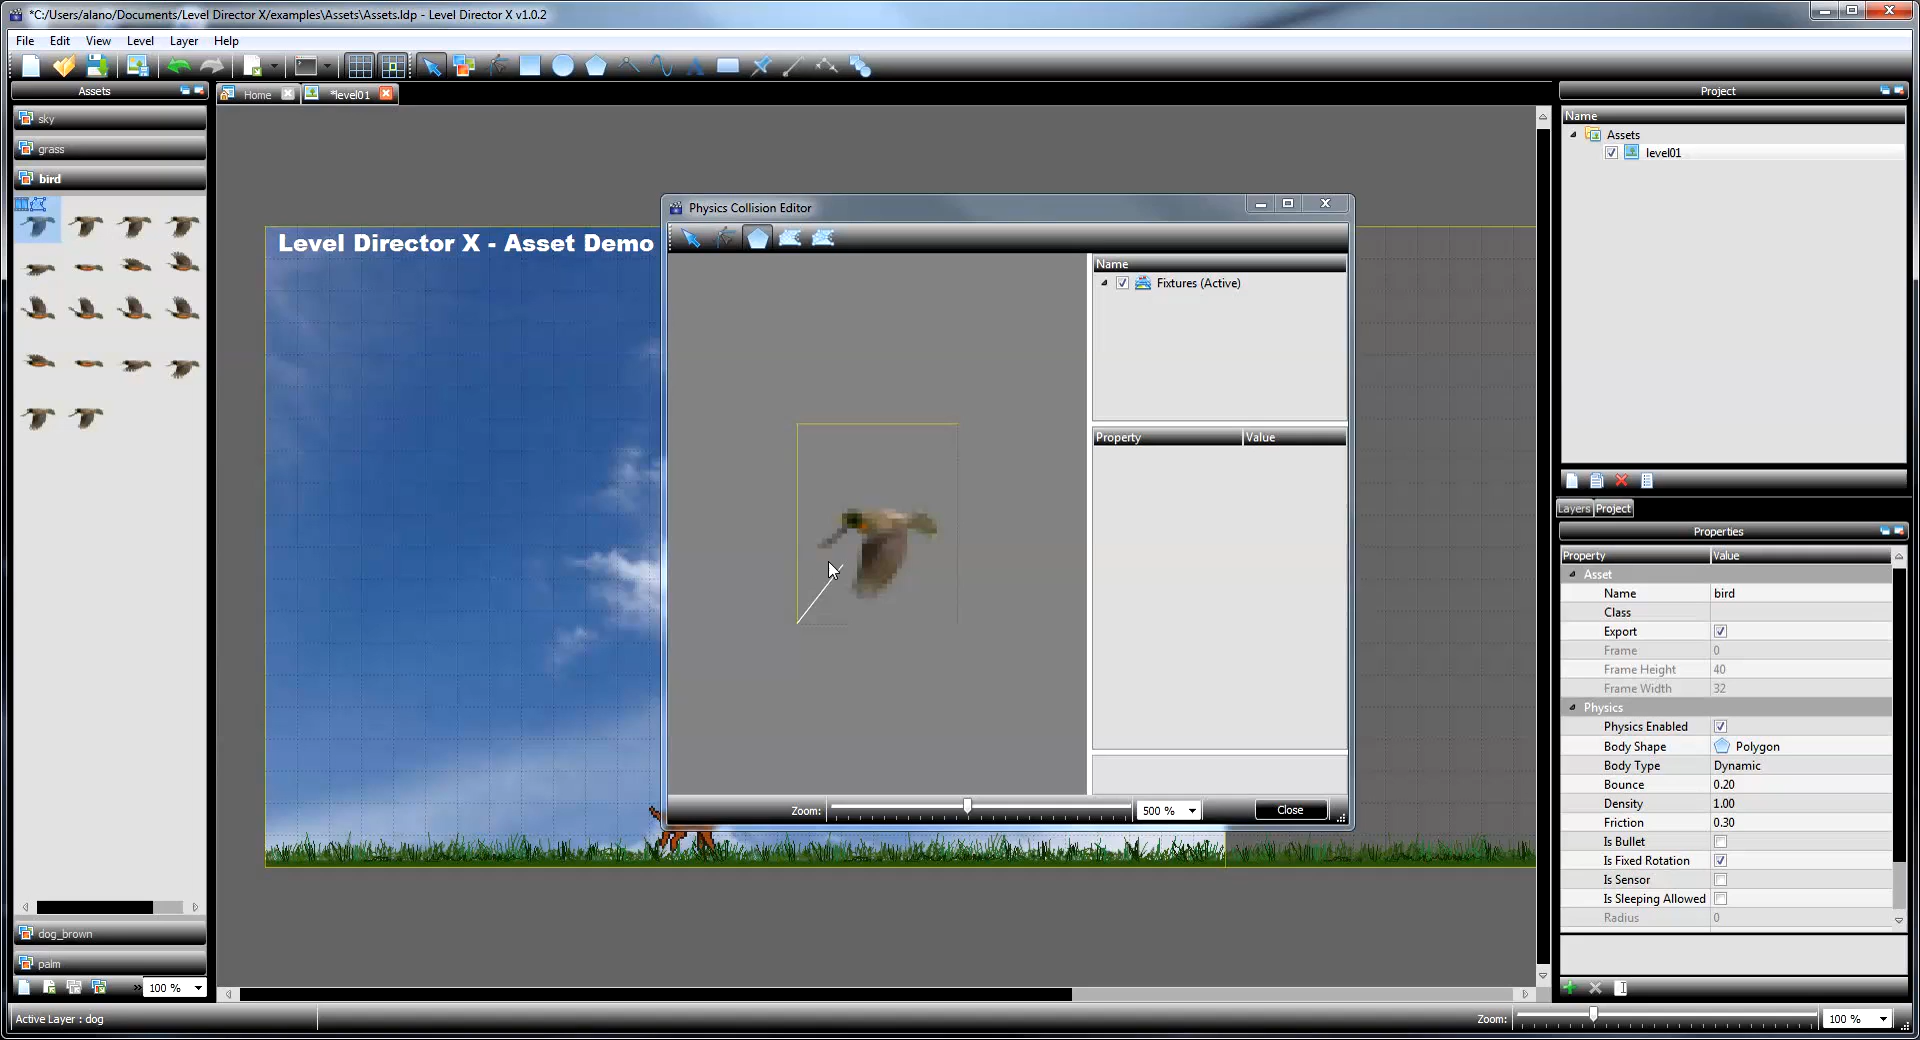 *C:/Users/alano/Documents/Level Director X/examples\Assets\Assets.ldp - Level Director X v1.0.2
File Edit View Level Layer Help
Assets
sky
grass
bird
dog_brown
palm
100 %
Active Layer : dog
Home
*level01
Level Director X - Asset Demo
Physics Collision Editor
Name
Fixtures (Active)
Property Value
Zoom:
500 %
Close
Project
Name
Assets
level01
Layers Project
Properties
Property Value
Asset
Name bird
Class
Export
Frame 0
Frame Height 40
Frame Width 32
Physics
Physics Enabled
Body Shape Polygon
Body Type Dynamic
Bounce 0.20
Density 1.00
Friction 0.30
Is Bullet
Is Fixed Rotation
Is Sensor
Is Sleeping Allowed
Radius 0
Zoom:
100 %